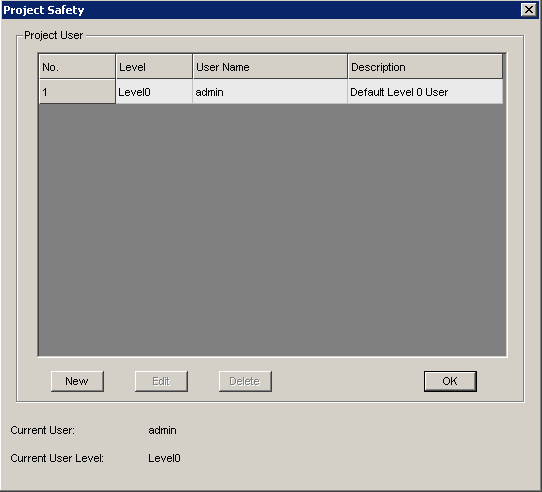 Project Safety
Project User
No. Level User Name Description
1 Level0 admin Default Level 0 User
New Edit Delete OK
Current User: admin
Current User Level: Level0